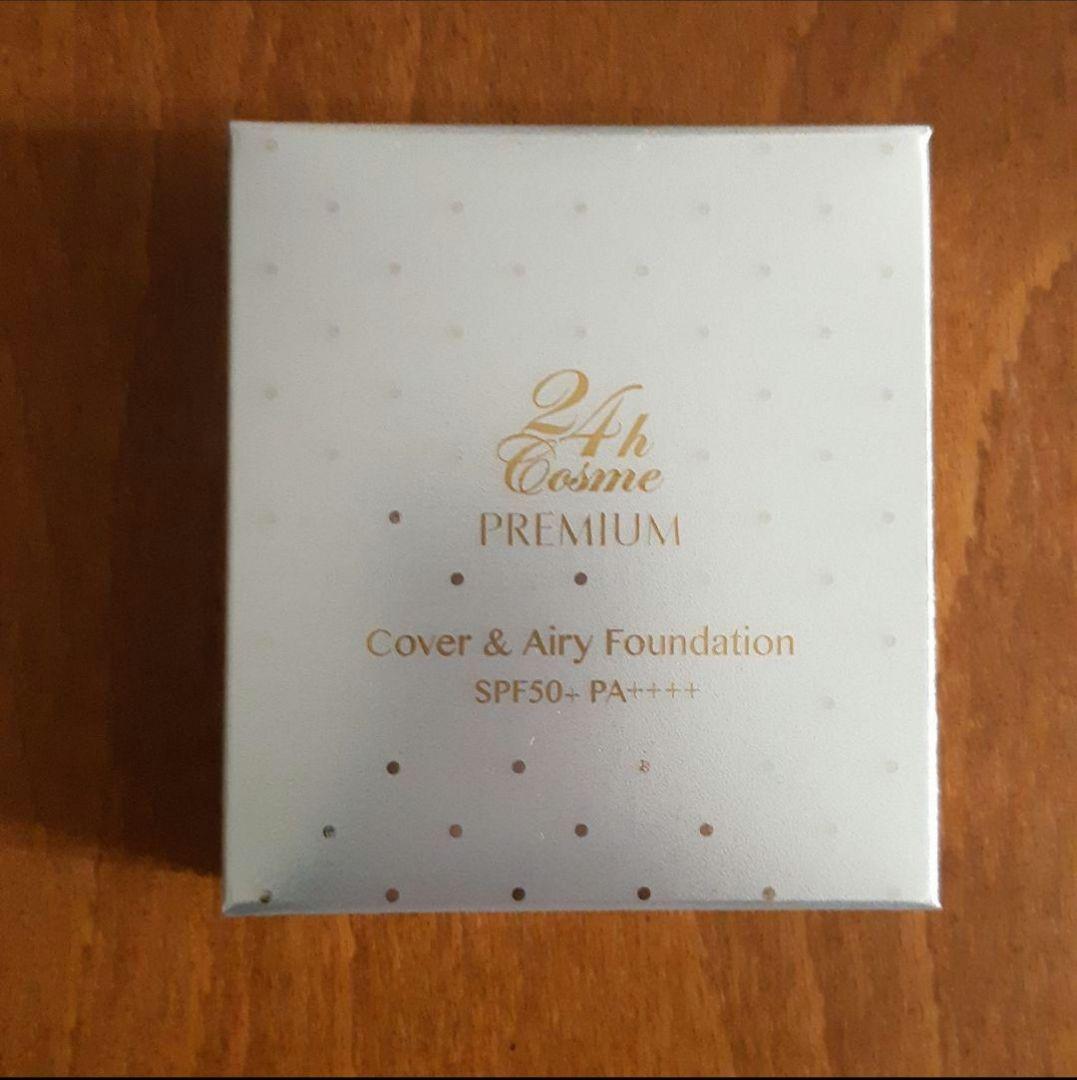 24h
Cosme
PREMIUM
Cover & Airy Foundation
SPF50+ PA++++